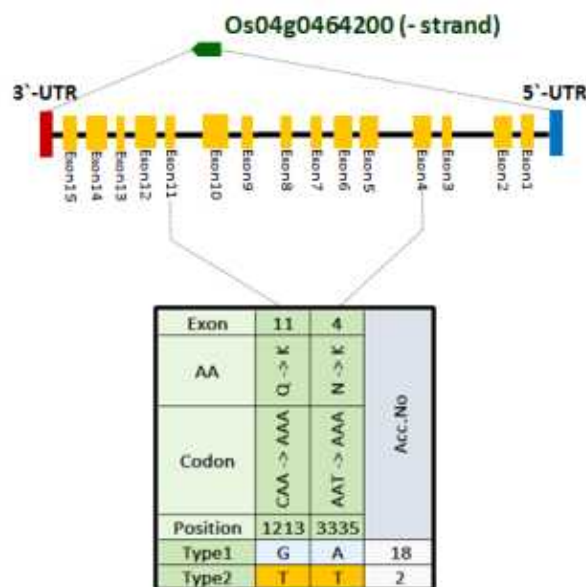 Os04g0464200 (- strand)
3`-UTR 5`-UTR
Exon15 Exon14 Exon13 Exon12 Exon11 Exon10 Exon9 Exon8 Exon7 Exon6 Exon5 Exon4 Exon3 Exon2 Exon1
Exon 11 4 Acc.No
AA Q -> K N -> K
Codon CAA -> AAA AAT -> AAA
Position 1213 3335
Type1 G A 18
Type2 T T 2